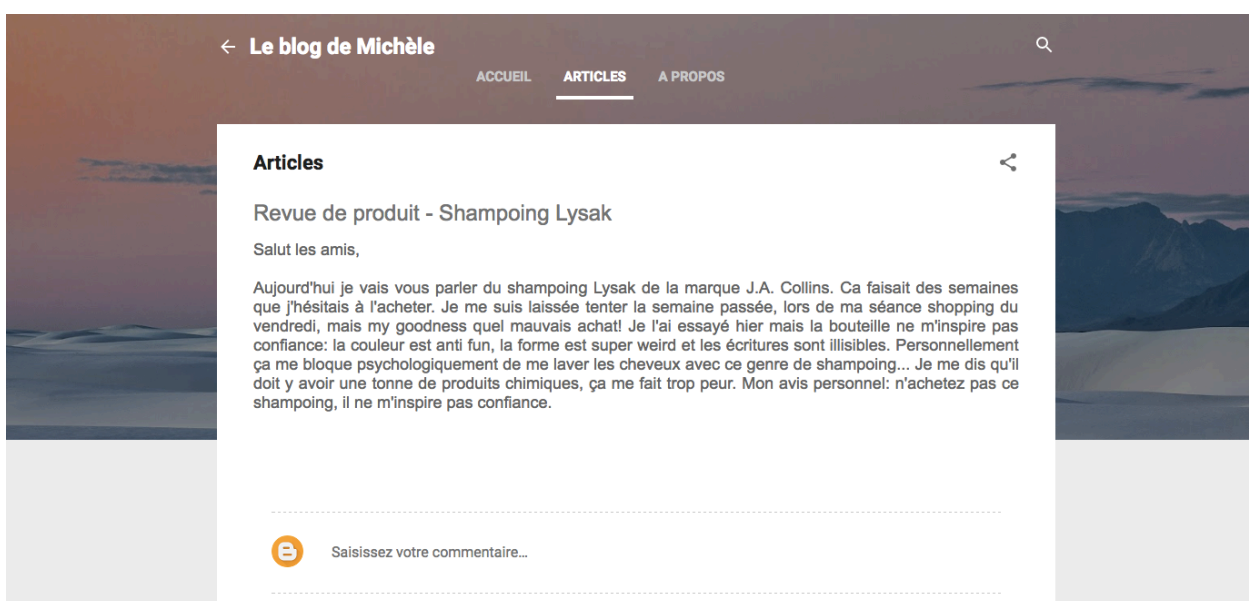 Le blog de Michèle
ACCUEIL ARTICLES A PROPOS
Articles
Revue de produit - Shampoing Lysak
Salut les amis,
Aujourd'hui je vais vous parler du shampoing Lysak de la marque J.A. Collins. Ca faisait des semaines
que j'hésitais à l'acheter. Je me suis laissée tenter la semaine passée, lors de ma séance shopping du
vendredi, mais my goodness quel mauvais achat! Je l'ai essayé hier mais la bouteille ne m'inspire pas
confiance: la couleur est anti fun, la forme est super weird et les écritures sont illisibles. Personnellement
ça me bloque psychologiquement de me laver les cheveux avec ce genre de shampoing... Je me dis qu'il
doit y avoir une tonne de produits chimiques, ça me fait trop peur. Mon avis personnel: n'achetez pas ce
shampoing, il ne m'inspire pas confiance.
Saisissez votre commentaire...